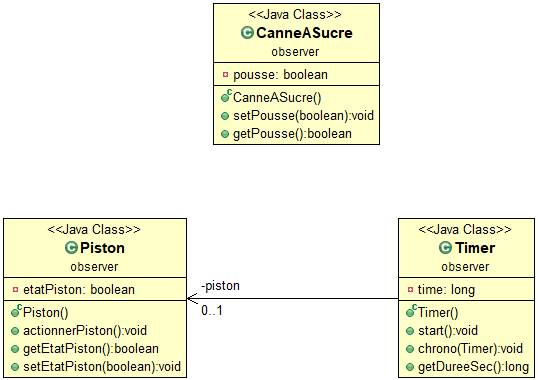 <<Java Class>>
CanneASucre
observer
pousse: boolean
CanneASucre()
setPousse(boolean):void
getPousse():boolean
<<Java Class>>
Piston
observer
etatPiston: boolean
Piston()
actionnerPiston():void
getEtatPiston():boolean
setEtatPiston(boolean):void
-piston
0..1
<<Java Class>>
Timer
observer
time: long
Timer()
start():void
chrono(Timer):void
getDureeSec():long